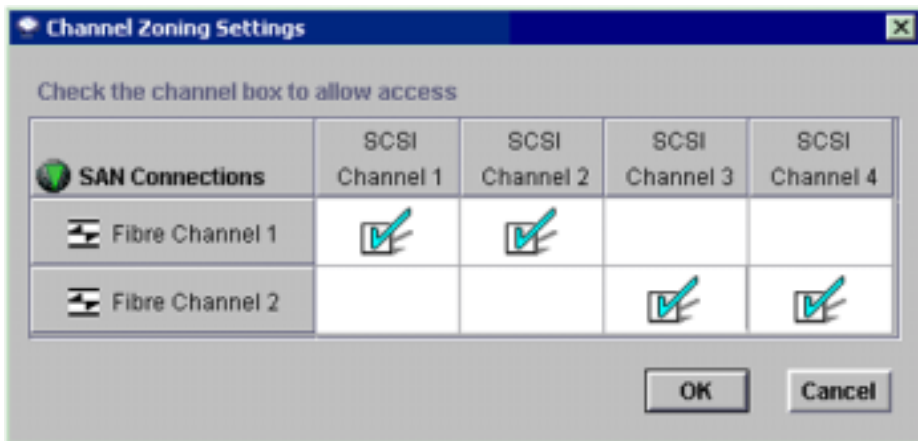 Channel Zoning Settings
Check the channel box to allow access
SAN Connections
SCSI Channel 1
SCSI Channel 2
SCSI Channel 3
SCSI Channel 4
Fibre Channel 1
Fibre Channel 2
OK
Cancel